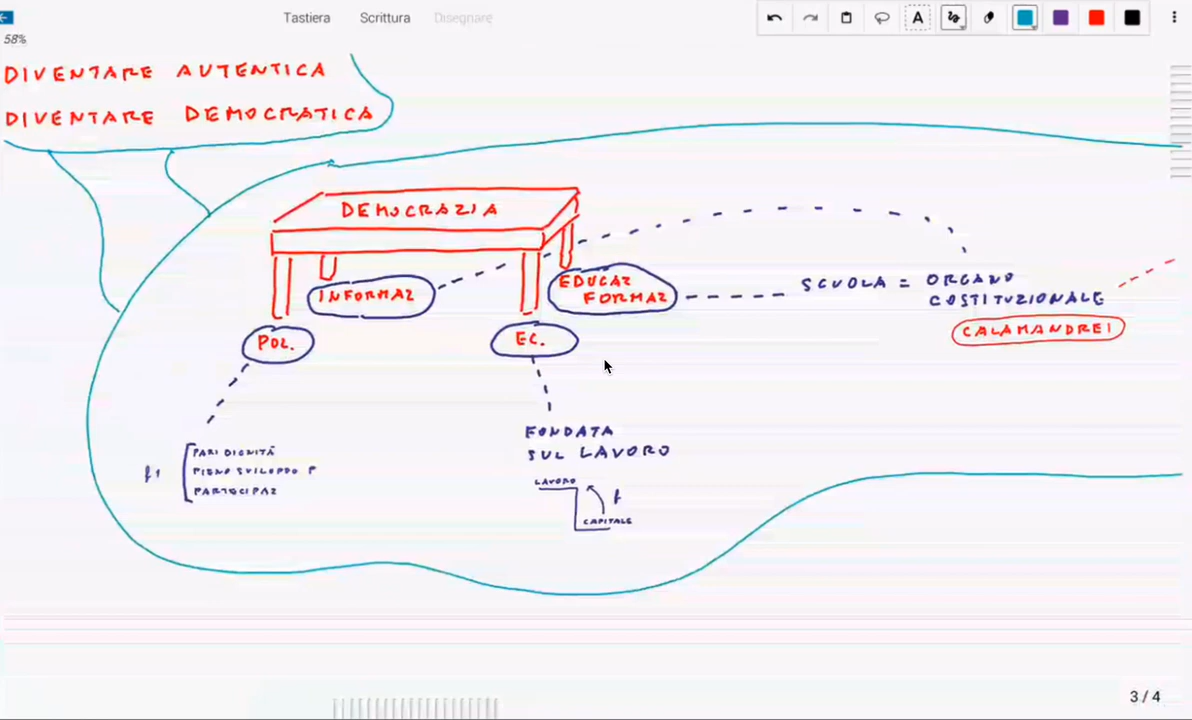 Tastiera Scrittura Disegnare
A
58%
DIVENTARE AUTENTICA
DIVENTARE DEMOCRATICA
DEMOCRAZIA
INFORMAZ
EDUCAZ
FORMAZ
SCUOLA = ORGANO
COSTITUZIONALE
CALAMANDREI
POL.
EC.
FONDATA
SUL LAVORO
PARI DIGNITÀ
PIENO SVILUPPO P
PARTECIPAZ
LAVORO
CAPITALE
3 / 4